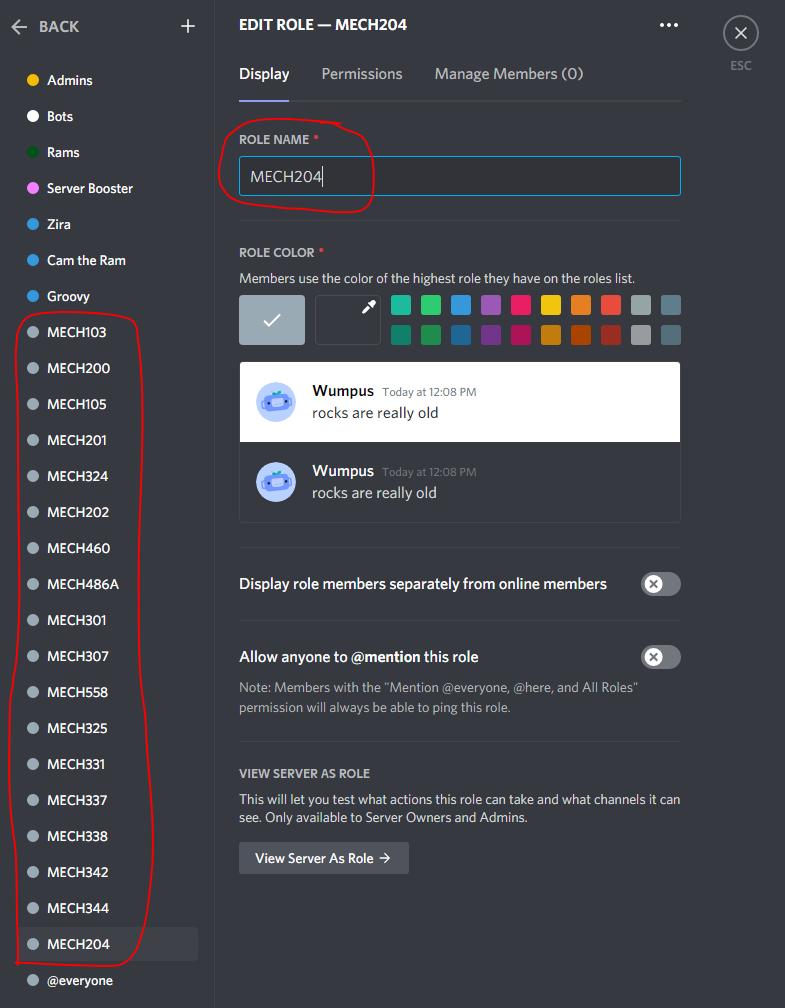 BACK
Admins
Bots
Rams
Server Booster
Zira
Cam the Ram
Groovy
MECH103
MECH200
MECH105
MECH201
MECH324
MECH202
MECH460
MECH486A
MECH301
MECH307
MECH558
MECH325
MECH331
MECH337
MECH338
MECH342
MECH344
MECH204
@everyone
EDIT ROLE — MECH204
Display Permissions Manage Members (0)
ROLE NAME *
MECH204
ROLE COLOR *
Members use the color of the highest role they have on the roles list.
Wumpus Today at 12:08 PM
rocks are really old
Wumpus Today at 12:08 PM
rocks are really old
Display role members separately from online members
Allow anyone to @mention this role
Note: Members with the "Mention @everyone, @here, and All Roles"
permission will always be able to ping this role.
VIEW SERVER AS ROLE
This will let you test what actions this role can take and what channels it can
see. Only available to Server Owners and Admins.
View Server As Role →
ESC